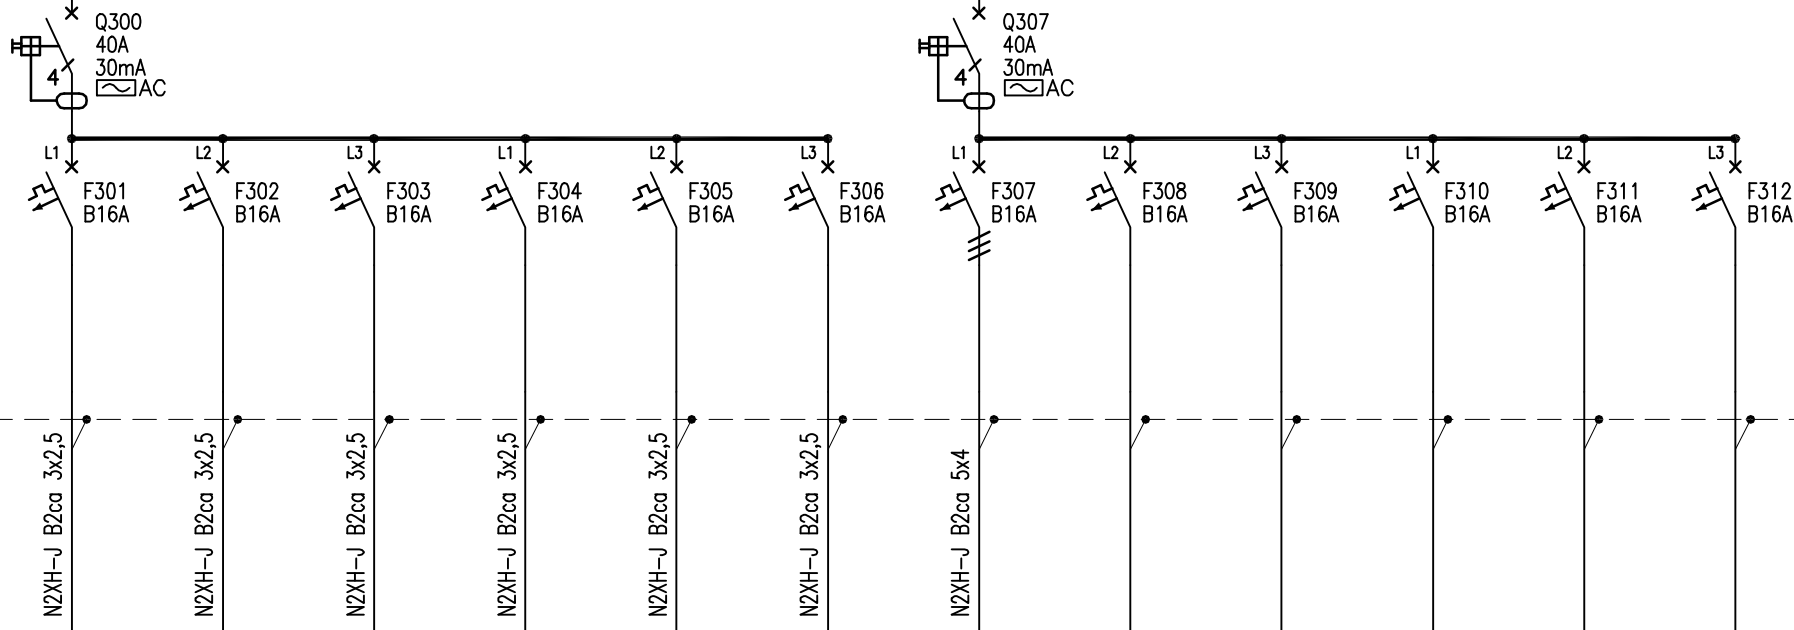 Q300
40A
30mA
AC
4
Q307
40A
30mA
AC
4
L1
L2
L3
L1
L2
L3
L1
L2
L3
L1
L2
L3
F301
B16A
F302
B16A
F303
B16A
F304
B16A
F305
B16A
F306
B16A
F307
B16A
F308
B16A
F309
B16A
F310
B16A
F311
B16A
F312
B16A
N2XH-J B2ca 3x2,5
N2XH-J B2ca 3x2,5
N2XH-J B2ca 3x2,5
N2XH-J B2ca 3x2,5
N2XH-J B2ca 3x2,5
N2XH-J B2ca 3x2,5
N2XH-J B2ca 5x4